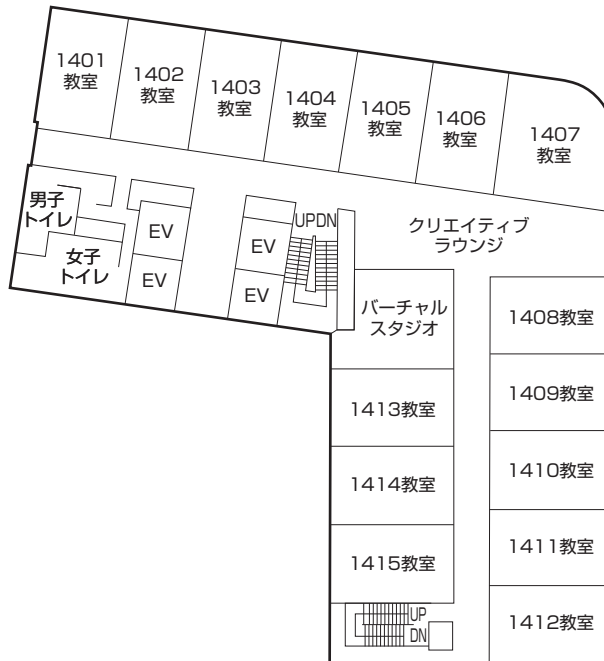 1401
教室
1402
教室
1403
教室
1404
教室
1405
教室
1406
教室
1407
教室
男子
トイレ
女子
トイレ
EV
EV
EV
EV
UPDN
クリエイティブ
ラウンジ
バーチャル
スタジオ
1408教室
1409教室
1410教室
1411教室
1412教室
1413教室
1414教室
1415教室
UP
DN